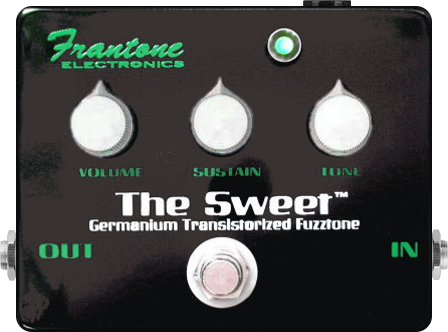 Frantone
ELECTRONICS
VOLUME SUSTAIN TONE
The Sweet™
Germanium Transistorized Fuzztone
OUT IN